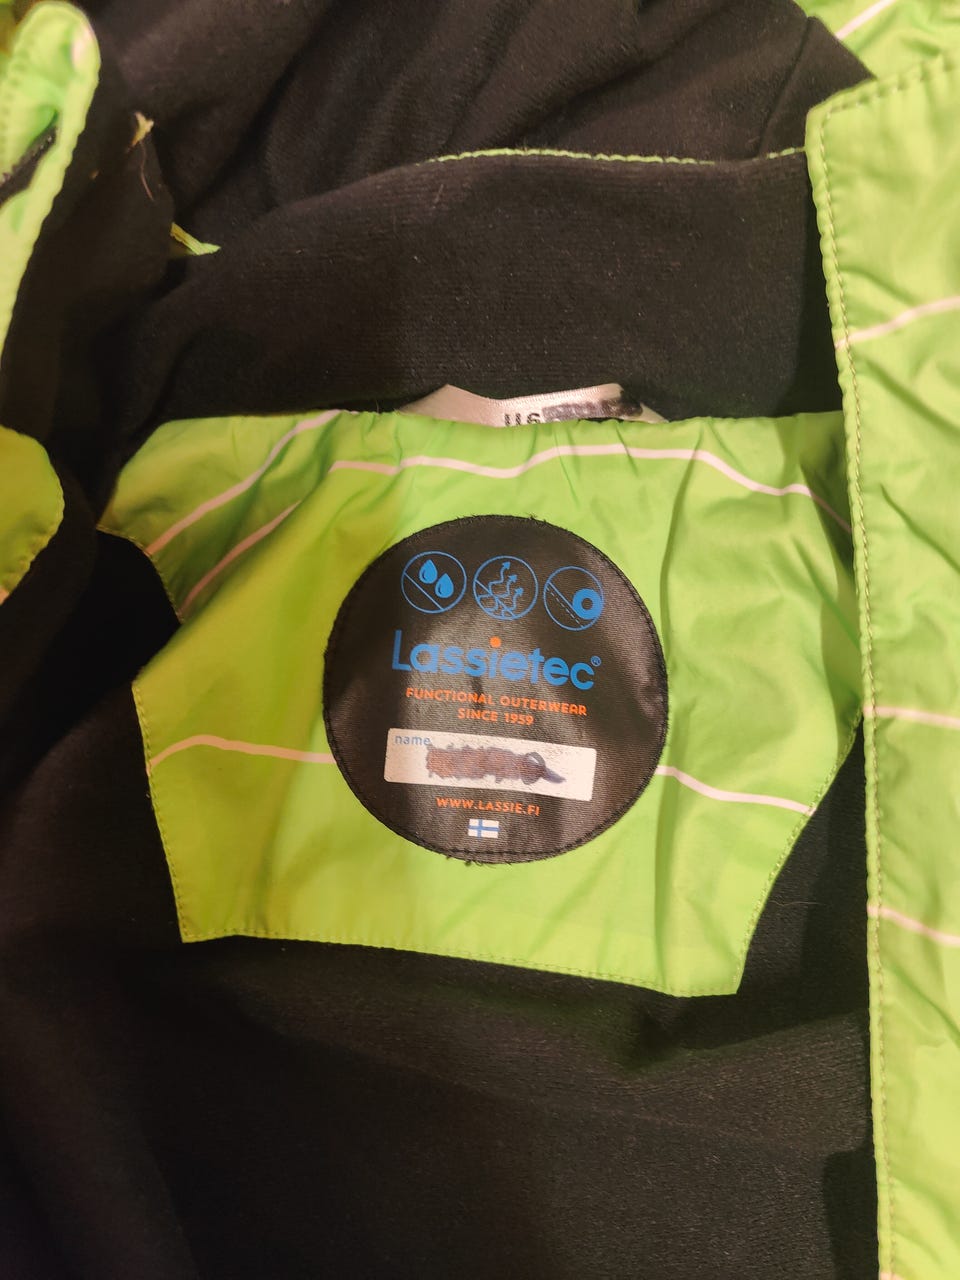 Lassietec®
FUNCTIONAL OUTERWEAR
SINCE 1959
name
WWW.LASSIE.FI